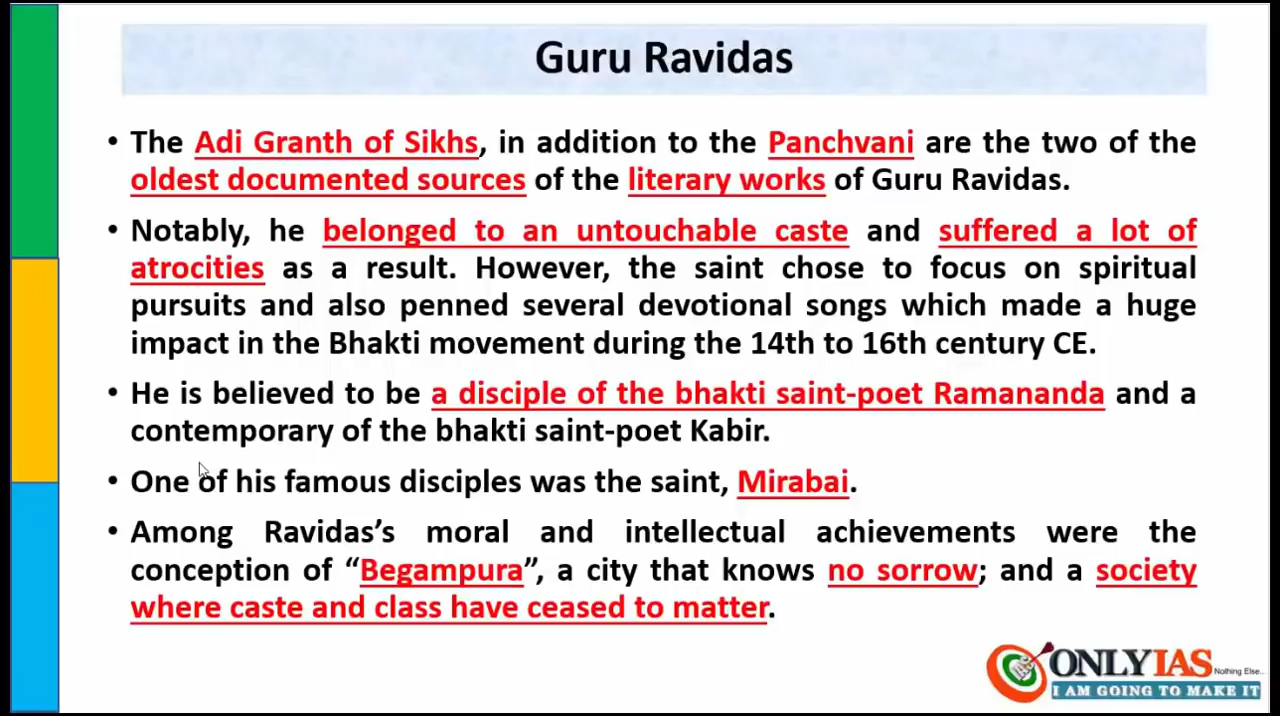 Guru Ravidas
• The Adi Granth of Sikhs, in addition to the Panchvani are the two of the
oldest documented sources of the literary works of Guru Ravidas.
• Notably, he belonged to an untouchable caste and suffered a lot of
atrocities as a result. However, the saint chose to focus on spiritual
pursuits and also penned several devotional songs which made a huge
impact in the Bhakti movement during the 14th to 16th century CE.
• He is believed to be a disciple of the bhakti saint-poet Ramananda and a
contemporary of the bhakti saint-poet Kabir.
• One of his famous disciples was the saint, Mirabai.
• Among Ravidas’s moral and intellectual achievements were the
conception of “Begampura”, a city that knows no sorrow; and a society
where caste and class have ceased to matter.
ONLYIAS Nothing Else..
I AM GOING TO MAKE IT